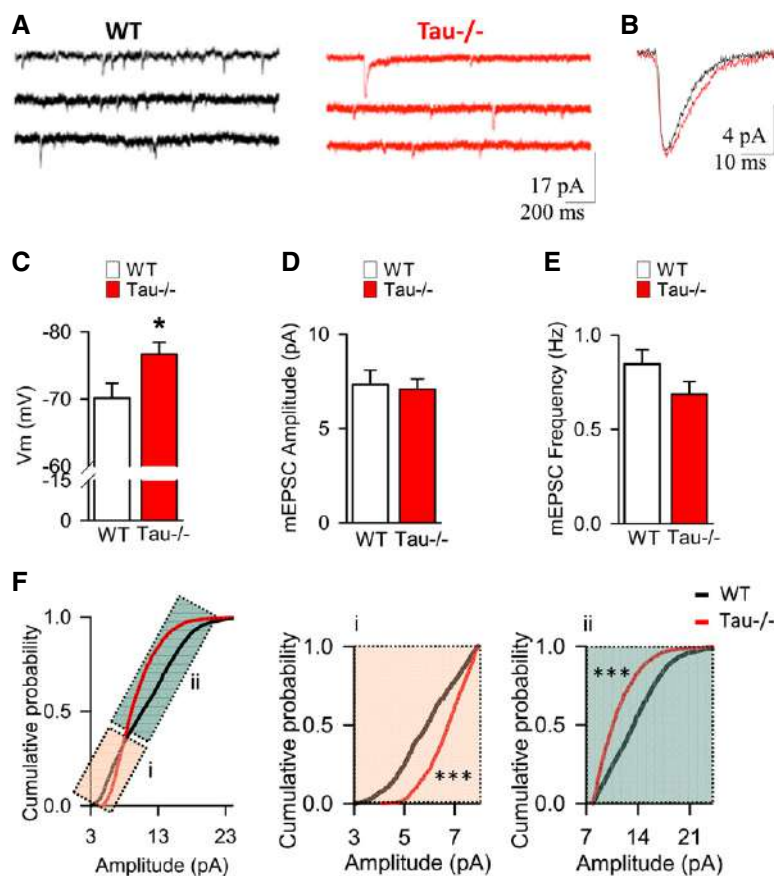 A
WT
Tau-/-
B
17 pA
200 ms
4 pA
10 ms
C
WT
Tau-/-
*
Vm (mV)
-80
-70
-60
-15
0
WT Tau-/-
D
WT
Tau-/-
mEPSC Amplitude (pA)
10
5
0
WT Tau-/-
E
WT
Tau-/-
mEPSC Frequency (Hz)
1.0
0.5
0.0
WT Tau-/-
F
Cumulative probability
1.0
0.5
0.0
ii
i
3 13 23
Amplitude (pA)
i
Cumulative probability
1.0
0.5
0.0
***
3 5 7
Amplitude (pA)
ii
WT
Tau-/-
Cumulative probability
1.0
0.5
0.0
***
7 14 21
Amplitude (pA)